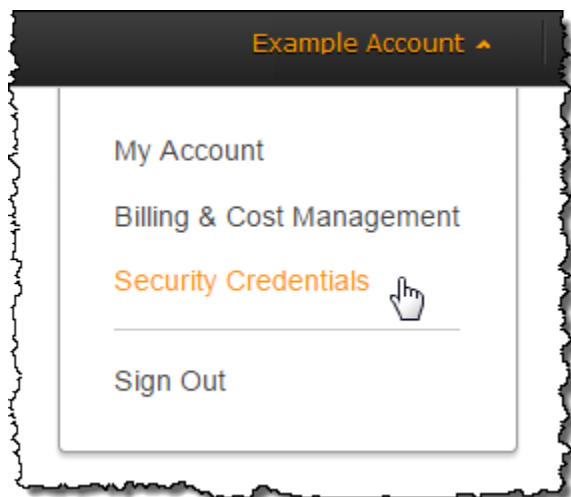 Example Account
My Account
Billing & Cost Management
Security Credentials
Sign Out